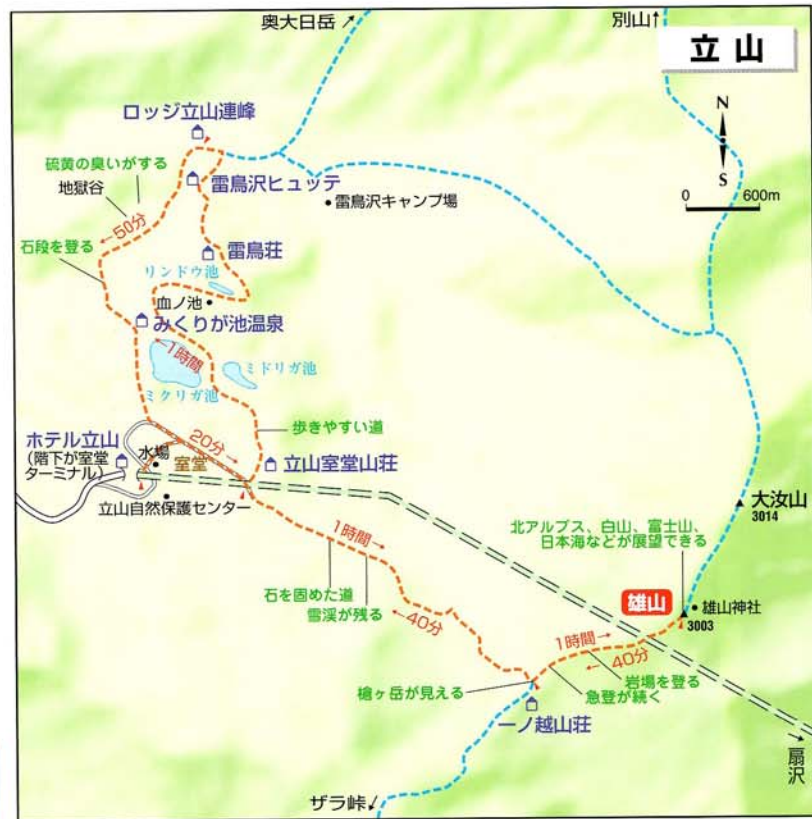 奥大日岳↗
別山↑
立山
N
S
0 600m
ロッジ立山連峰
硫黄の臭いがする
地獄谷
雷鳥沢ヒュッテ
雷鳥沢キャンプ場
←50分
石段を登る
雷鳥荘
リンドウ池
血ノ池
みくりが池温泉
←1時間
ミドリガ池
ミクリガ池
歩きやすい道
20分→
ホテル立山
(階下が室堂
ターミナル)
水場
室堂
立山室堂山荘
立山自然保護センター
大汝山
3014
北アルプス、白山、富士山、
日本海などが展望できる
1時間→
石を固めた道
雪渓が残る
←40分
雄山
雄山神社
3003
1時間→
←40分
岩場を登る
急登が続く
槍ヶ岳が見える
一ノ越山荘
扇沢
ザラ峠↙